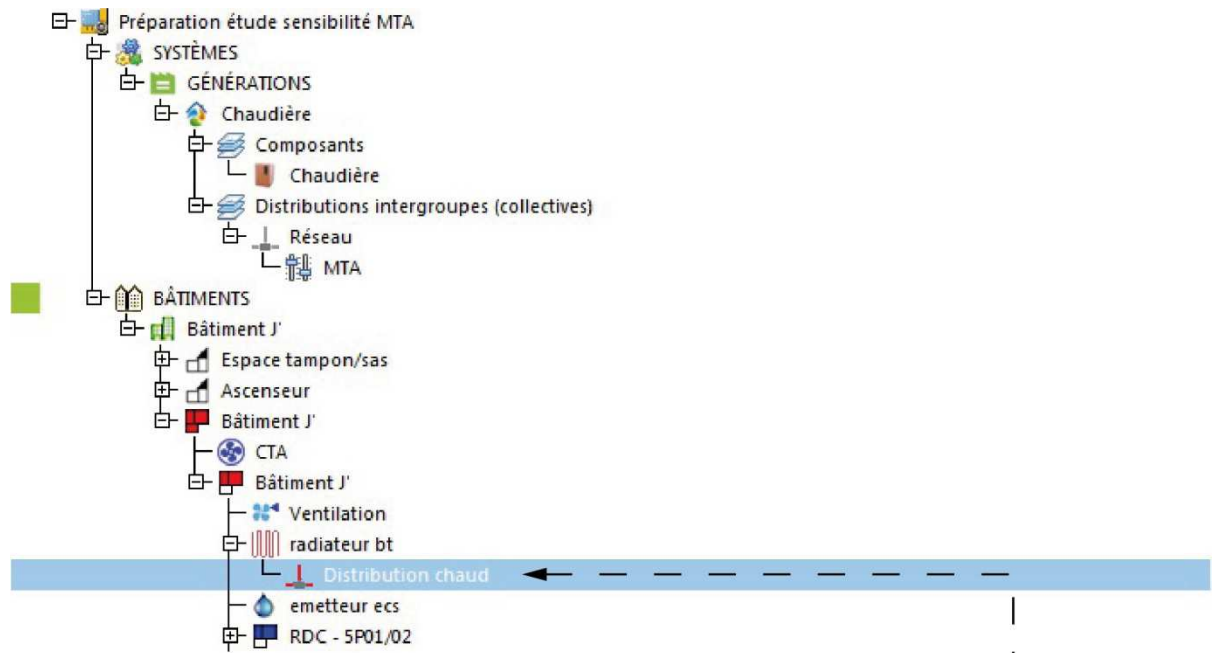 Préparation étude sensibilité MTA
SYSTÈMES
GÉNÉRATIONS
Chaudière
Composants
Chaudière
Distributions intergroupes (collectives)
Réseau
MTA
BÂTIMENTS
Bâtiment J'
Espace tampon/sas
Ascenseur
Bâtiment J'
CTA
Bâtiment J'
Ventilation
radiateur bt
Distribution chaud
emetteur ecs
RDC - 5P01/02